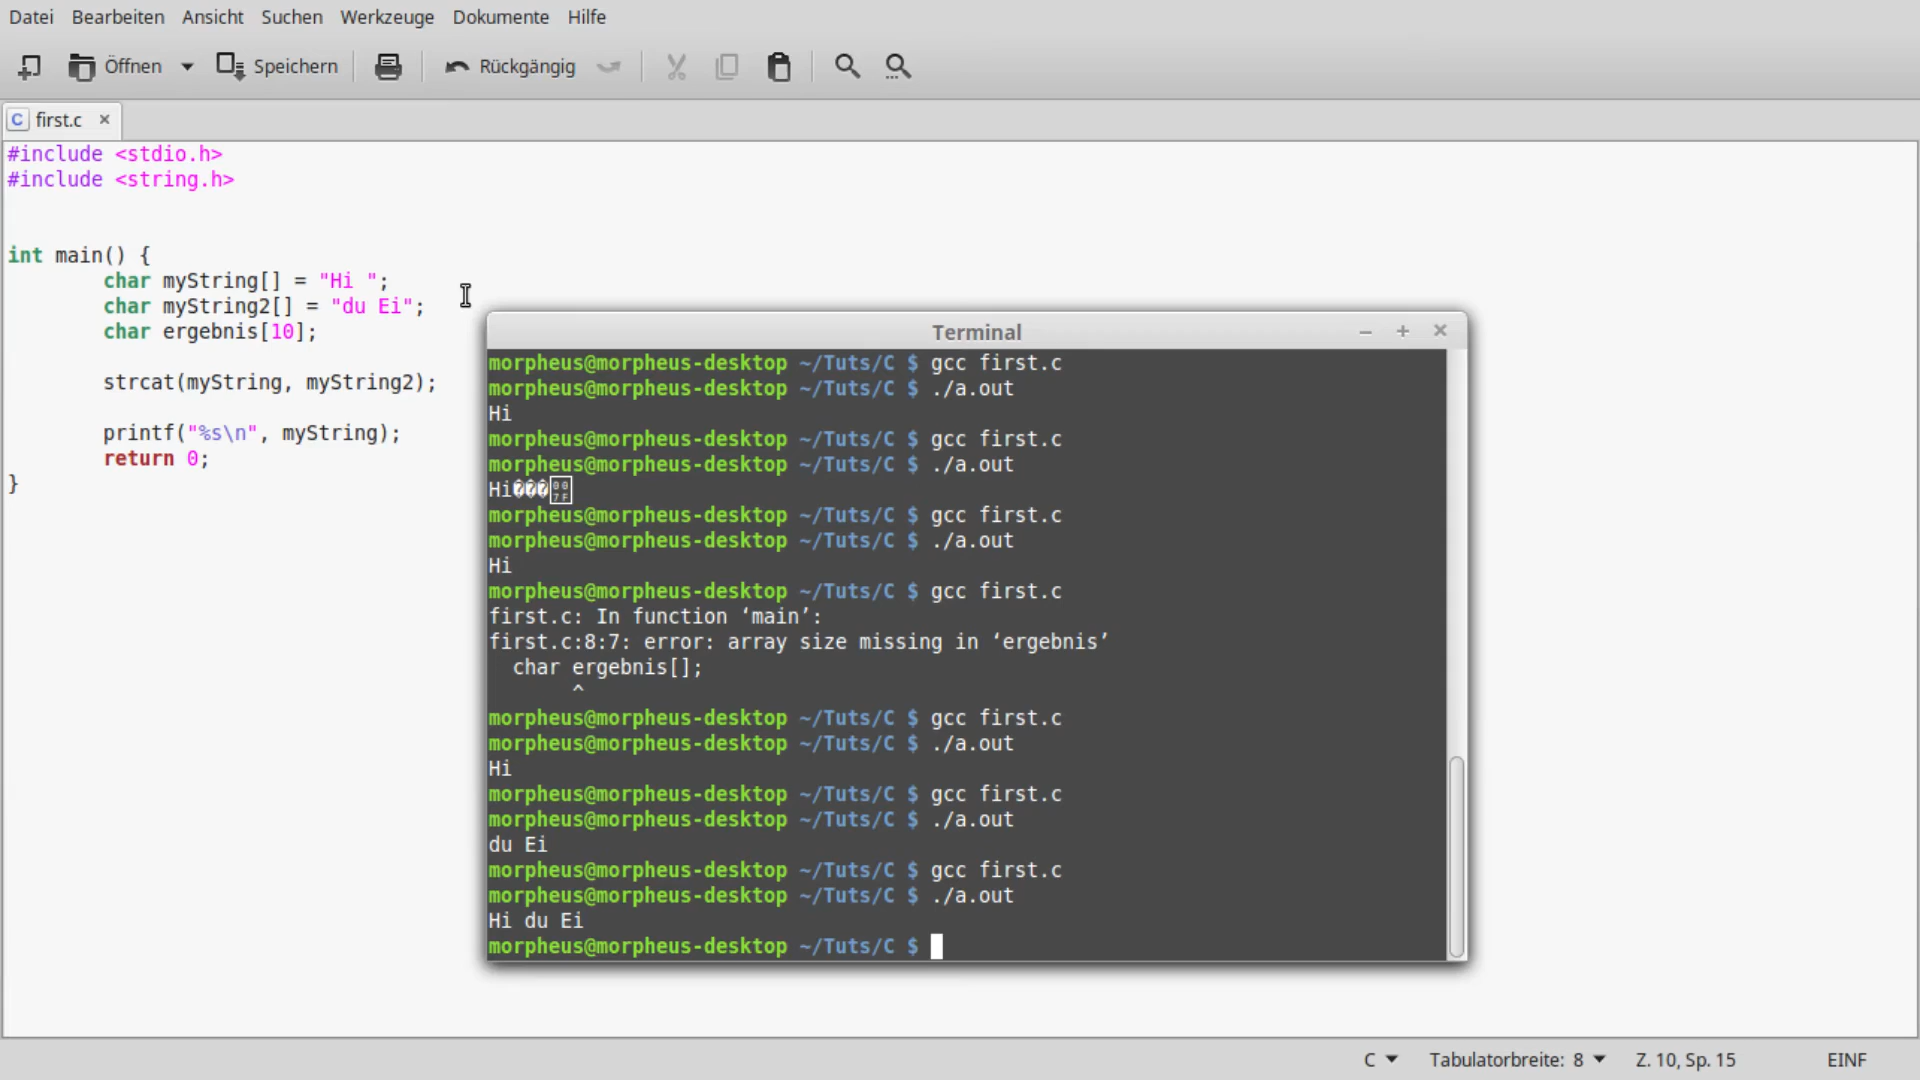 Datei Bearbeiten Ansicht Suchen Werkzeuge Dokumente Hilfe
Öffnen Speichern Rückgängig
C first.c ×
#include <stdio.h>
#include <string.h>
int main() {
char myString[] = "Hi ";
char myString2[] = "du Ei";
char ergebnis[10];
strcat(myString, myString2);
printf("%s\n", myString);
return 0;
}
Terminal
morpheus@morpheus-desktop ~/Tuts/C $ gcc first.c
morpheus@morpheus-desktop ~/Tuts/C $ ./a.out
Hi
morpheus@morpheus-desktop ~/Tuts/C $ gcc first.c
morpheus@morpheus-desktop ~/Tuts/C $ ./a.out
Hi���
morpheus@morpheus-desktop ~/Tuts/C $ gcc first.c
morpheus@morpheus-desktop ~/Tuts/C $ ./a.out
Hi
morpheus@morpheus-desktop ~/Tuts/C $ gcc first.c
first.c: In function ‘main’:
first.c:8:7: error: array size missing in ‘ergebnis’
char ergebnis[];
^
morpheus@morpheus-desktop ~/Tuts/C $ gcc first.c
morpheus@morpheus-desktop ~/Tuts/C $ ./a.out
Hi
morpheus@morpheus-desktop ~/Tuts/C $ gcc first.c
morpheus@morpheus-desktop ~/Tuts/C $ ./a.out
du Ei
morpheus@morpheus-desktop ~/Tuts/C $ gcc first.c
morpheus@morpheus-desktop ~/Tuts/C $ ./a.out
Hi du Ei
morpheus@morpheus-desktop ~/Tuts/C $
C Tabulatorbreite: 8 Z. 10, Sp. 15 EINF